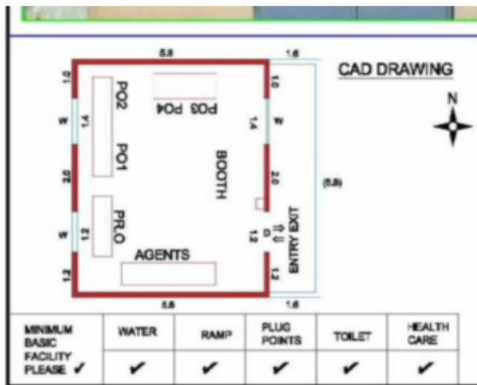 5.8 1.6
CAD DRAWING
N
1.0 1.0
PO2
PO4 PO3
W 1.4 1.4 W
PO1
BOOTH
2.0 2.0
(5.8)
PR.O
W 1.2 1.2 D
ENTRY EXIT
AGENTS
1.2 1.2
1.6
MINIMUM BASIC FACILITY PLEASE ✓ WATER RAMP PLUG POINTS TOILET HEALTH CARE
✓ ✓ ✓ ✓ ✓